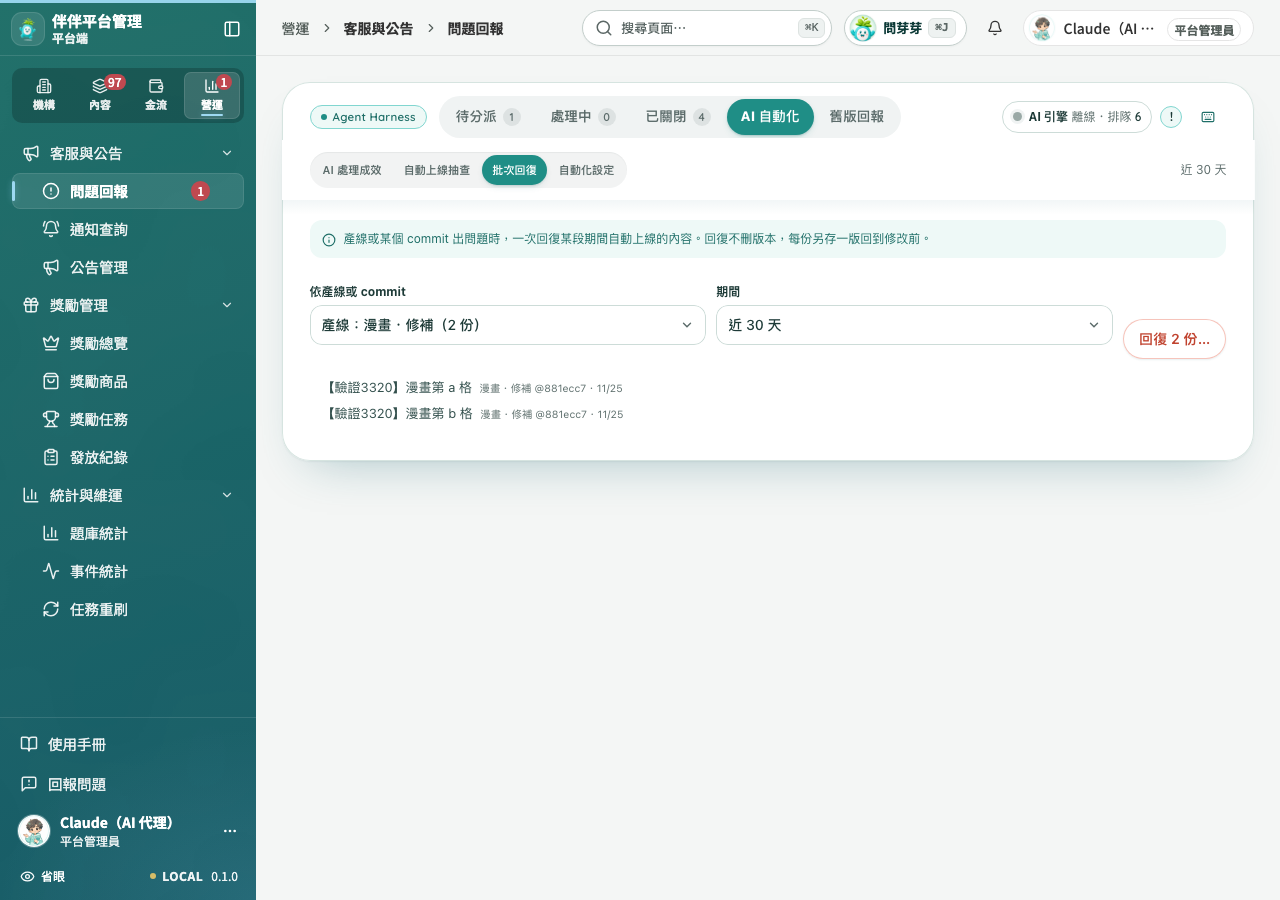 伴伴平台管理
平台端
機構
內容
97
金流
營運
1
客服與公告
問題回報
1
通知查詢
公告管理
獎勵管理
獎勵總覽
獎勵商品
獎勵任務
發放紀錄
統計與維運
題庫統計
事件統計
任務重刷
使用手冊
回報問題
Claude（AI 代理）
平台管理員
省眼
LOCAL 0.1.0
營運 > 客服與公告 > 問題回報
搜尋頁面…
⌘K
問芽芽
⌘J
Claude（AI …
平台管理員
Agent Harness
待分派 1
處理中 0
已關閉 4
AI 自動化
舊版回報
AI 引擎 離線 · 排隊 6
!
AI 處理成效
自動上線抽查
批次回復
自動化設定
近 30 天
產線或某個 commit 出問題時，一次回復某段期間自動上線的內容。回復不刪版本，每份另存一版回到修改前。
依產線或 commit
期間
產線：漫畫 · 修補（2 份）
近 30 天
回復 2 份…
【驗證3320】漫畫第 a 格 漫畫 · 修補 @881ecc7 · 11/25
【驗證3320】漫畫第 b 格 漫畫 · 修補 @881ecc7 · 11/25